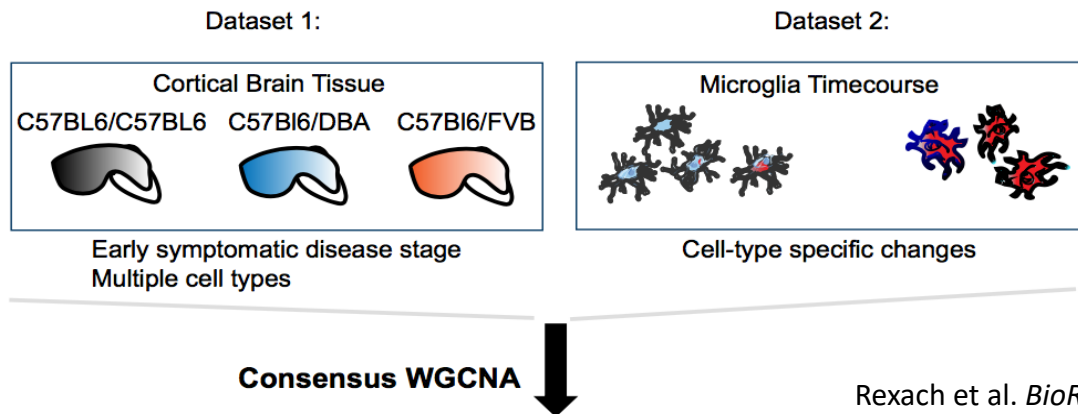 Dataset 1:
Dataset 2:
Cortical Brain Tissue
C57BL6/C57BL6 C57Bl6/DBA C57Bl6/FVB
Microglia Timecourse
Early symptomatic disease stage
Multiple cell types
Cell-type specific changes
Consensus WGCNA
Rexach et al. BioR